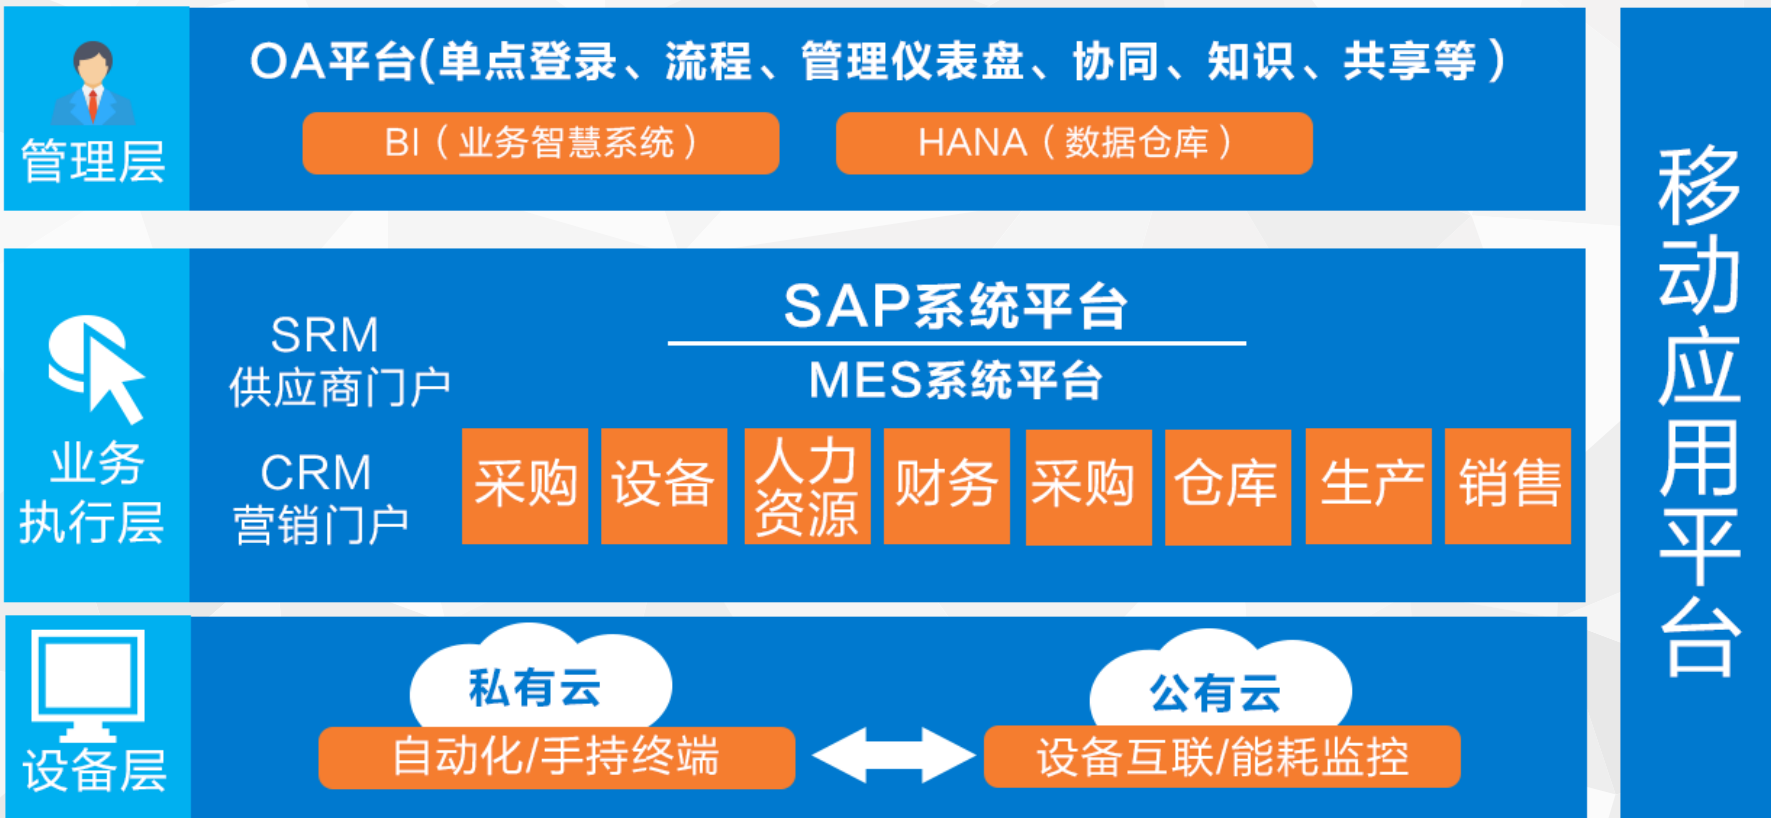 管理层
OA平台(单点登录、流程、管理仪表盘、协同、知识、共享等）
BI（业务智慧系统）
HANA（数据仓库）
业务
执行层
SRM
供应商门户
CRM
营销门户
SAP系统平台
MES系统平台
采购
设备
人力
资源
财务
采购
仓库
生产
销售
设备层
私有云
自动化/手持终端
公有云
设备互联/能耗监控
移动应用平台